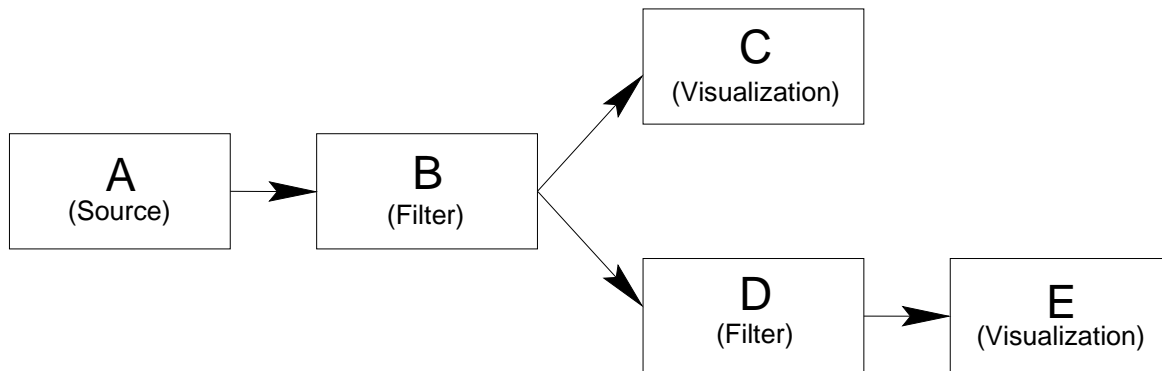 A
(Source)
B
(Filter)
C
(Visualization)
D
(Filter)
E
(Visualization)